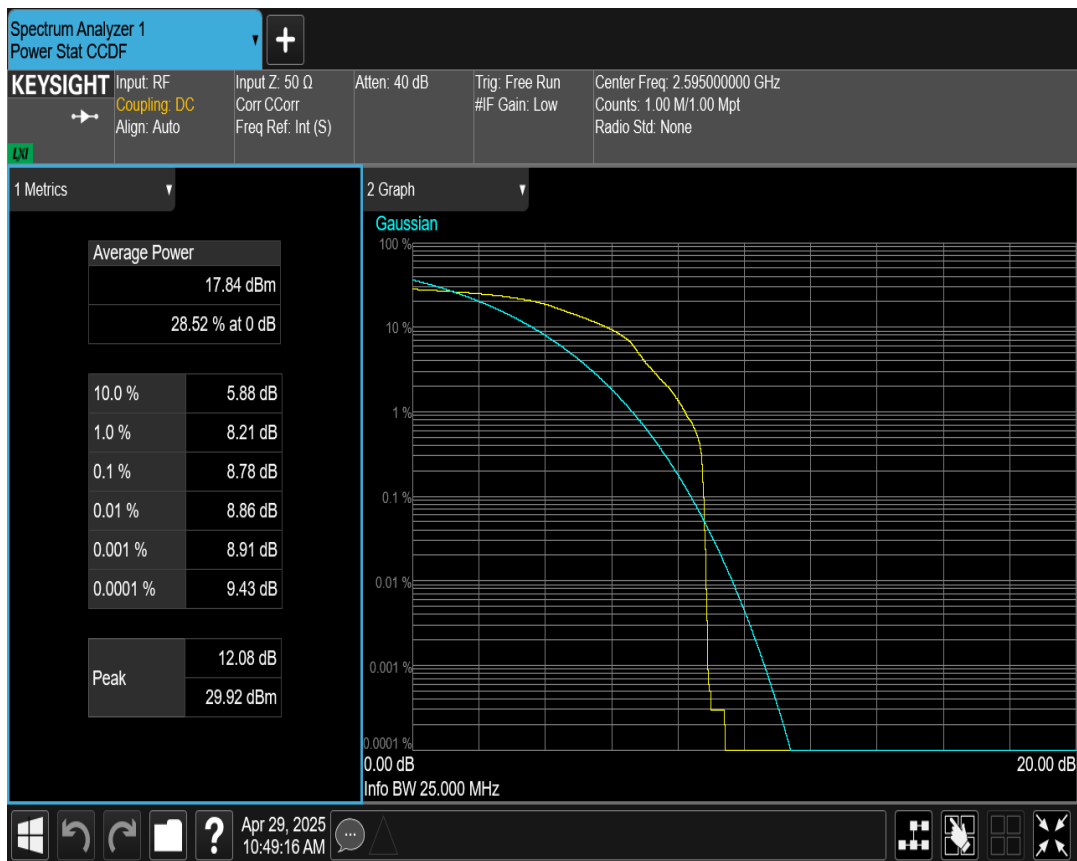 Spectrum Analyzer 1
Power Stat CCDF
+
KEYSIGHT
LXI
Input: RF
Coupling: DC
Align: Auto
Input Z: 50 Ω
Corr CCorr
Freq Ref: Int (S)
Atten: 40 dB
Trig: Free Run
#IF Gain: Low
Center Freq: 2.595000000 GHz
Counts: 1.00 M/1.00 Mpt
Radio Std: None
1 Metrics
Average Power
17.84 dBm
28.52 % at 0 dB
10.0 % 5.88 dB
1.0 % 8.21 dB
0.1 % 8.78 dB
0.01 % 8.86 dB
0.001 % 8.91 dB
0.0001 % 9.43 dB
Peak
12.08 dB
29.92 dBm
2 Graph
Gaussian
100 %
10 %
1 %
0.1 %
0.01 %
0.001 %
0.0001 %
0.00 dB 20.00 dB
Info BW 25.000 MHz
?
Apr 29, 2025
10:49:16 AM